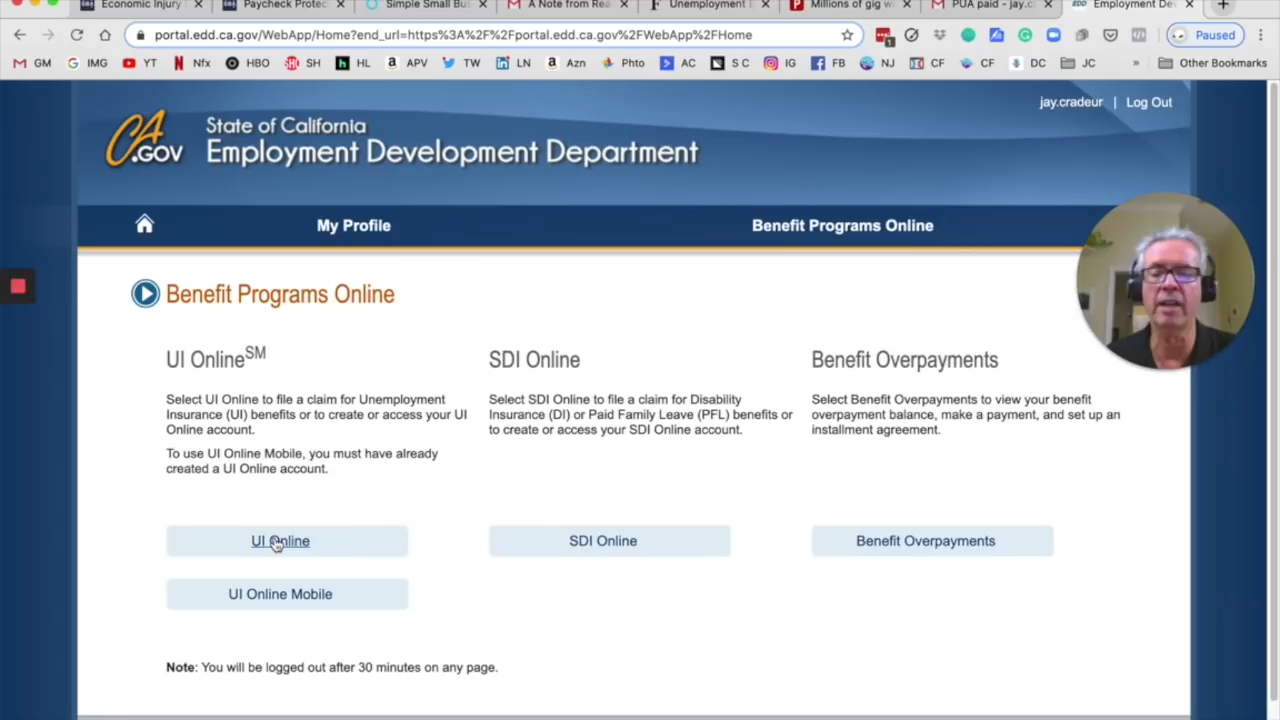 Economic Injury
Paycheck Protec
Simple Small Bus
A Note from Rea
Unemployment
Millions of gig w
PUA paid - jay.c
Employment De
portal.edd.ca.gov/WebApp/Home?end_url=https%3A%2F%2Fportal.edd.ca.gov%2FWebApp%2FHome
Paused
GM IMG YT Nfx HBO SH HL APV TW LN Azn Phto AC S C IG FB NJ CF CF DC JC » Other Bookmarks
jay.cradeur | Log Out
CA.GOV
State of California
Employment Development Department
My Profile
Benefit Programs Online
Benefit Programs Online
UI OnlineSM
Select UI Online to file a claim for Unemployment
Insurance (UI) benefits or to create or access your UI
Online account.
To use UI Online Mobile, you must have already
created a UI Online account.
UI Online
UI Online Mobile
SDI Online
Select SDI Online to file a claim for Disability
Insurance (DI) or Paid Family Leave (PFL) benefits or
to create or access your SDI Online account.
SDI Online
Benefit Overpayments
Select Benefit Overpayments to view your benefit
overpayment balance, make a payment, and set up an
installment agreement.
Benefit Overpayments
Note: You will be logged out after 30 minutes on any page.